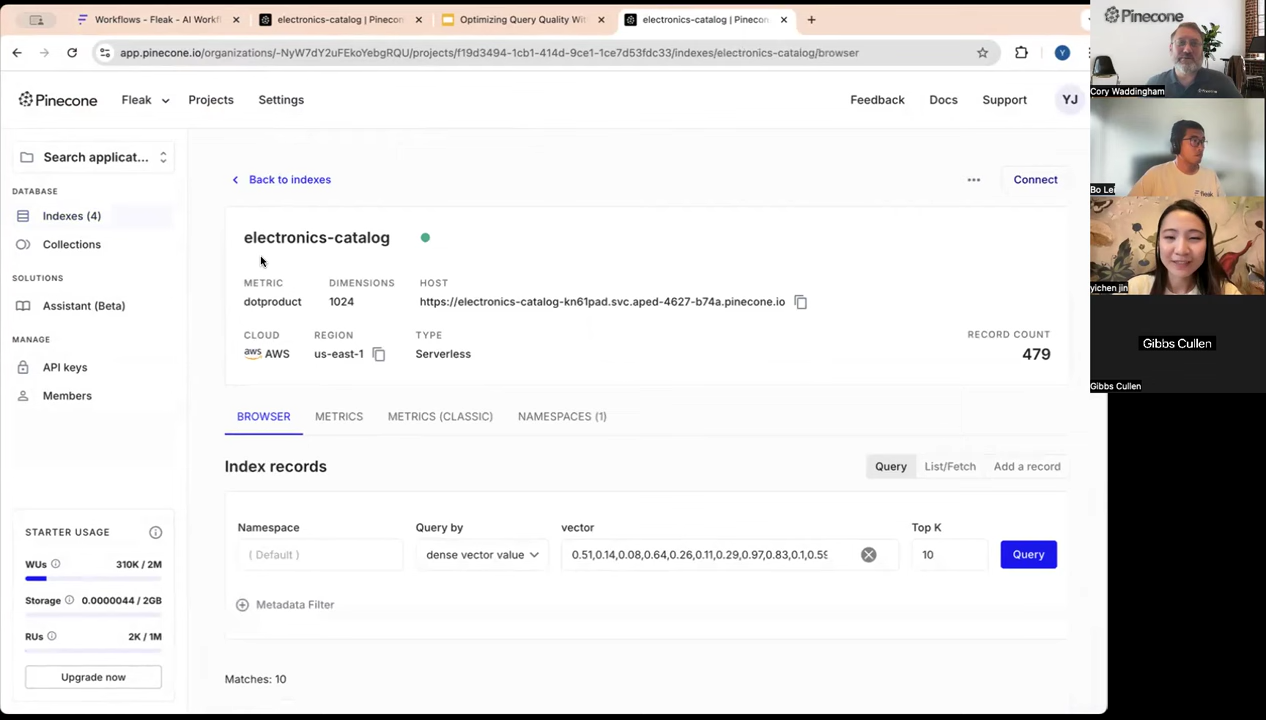 Workflows - Fleak - AI Workfl
electronics-catalog | Pinecon
Optimizing Query Quality Wit
electronics-catalog | Pinecon
app.pinecone.io/organizations/-NyW7dY2uFEkoYebgRQU/projects/f19d3494-1cb1-414d-9ce1-1ce7d53fdc33/indexes/electronics-catalog/browser
Y
Pinecone
Fleak
Projects
Settings
Feedback
Docs
Support
YJ
Search applicat...
DATABASE
Indexes (4)
Collections
SOLUTIONS
Assistant (Beta)
MANAGE
API keys
Members
STARTER USAGE
WUs 310K / 2M
Storage 0.0000044 / 2GB
RUs 2K / 1M
Upgrade now
Back to indexes
Connect
electronics-catalog
METRIC DIMENSIONS HOST
dotproduct 1024 https://electronics-catalog-kn61pad.svc.aped-4627-b74a.pinecone.io
CLOUD REGION TYPE
aws AWS us-east-1 Serverless
RECORD COUNT
479
BROWSER METRICS METRICS (CLASSIC) NAMESPACES (1)
Index records
Query List/Fetch Add a record
Namespace Query by vector Top K
( Default ) dense vector value 0.51,0.14,0.08,0.64,0.26,0.11,0.29,0.97,0.83,0.1,0.59 10 Query
Metadata Filter
Matches: 10
Pinecone
Cory Waddingham
fleak
Bo Lei
yichen jin
Gibbs Cullen
Gibbs Cullen